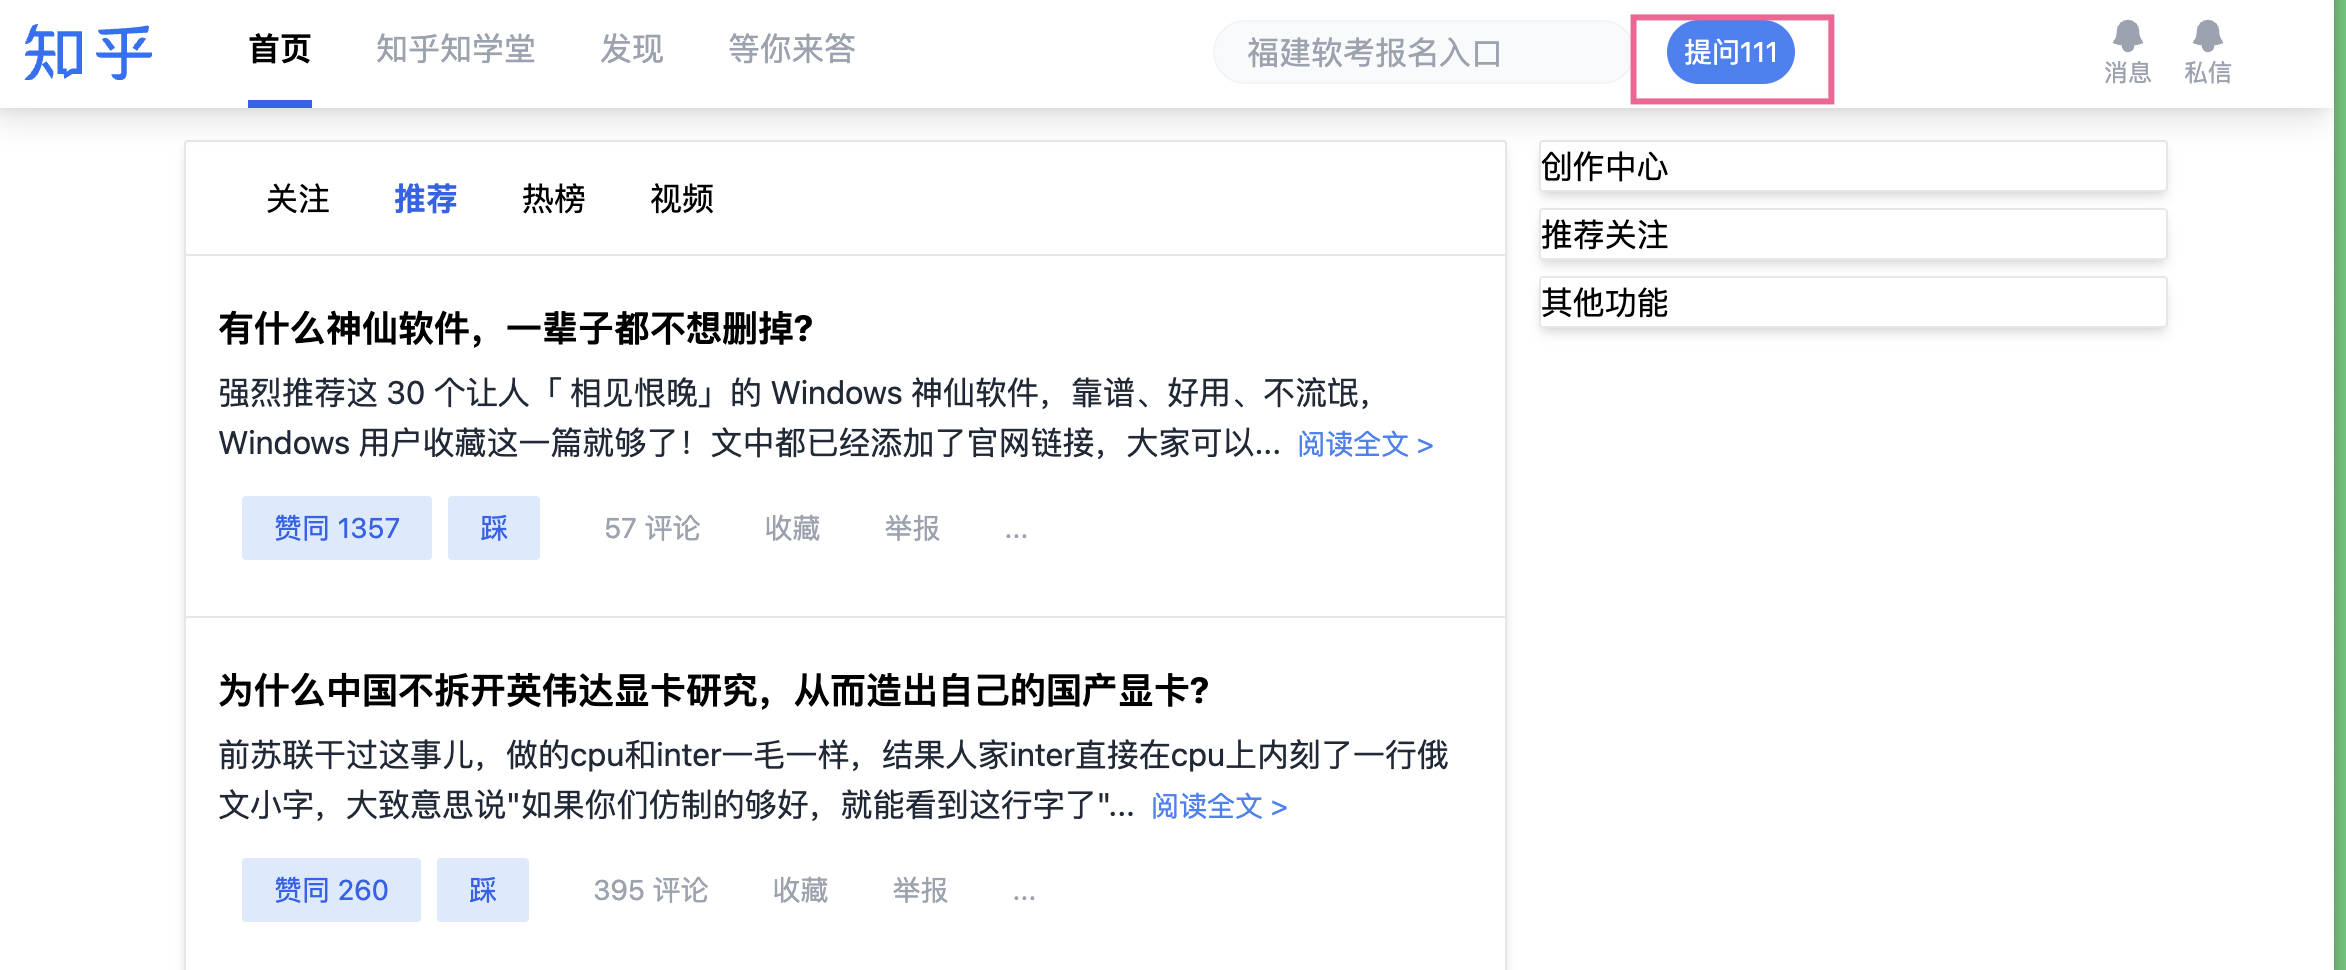 知乎 首页 知乎知学堂 发现 等你来答 福建软考报名入口 提问111 消息 私信
关注 推荐 热榜 视频
有什么神仙软件，一辈子都不想删掉?
强烈推荐这 30 个让人「 相见恨晚」的 Windows 神仙软件，靠谱、好用、不流氓，
Windows 用户收藏这一篇就够了！文中都已经添加了官网链接，大家可以... 阅读全文 >
赞同 1357 踩 57 评论 收藏 举报 ...
为什么中国不拆开英伟达显卡研究，从而造出自己的国产显卡?
前苏联干过这事儿，做的cpu和inter一毛一样，结果人家inter直接在cpu上内刻了一行俄
文小字，大致意思说"如果你们仿制的够好，就能看到这行字了"... 阅读全文 >
赞同 260 踩 395 评论 收藏 举报 ...
创作中心
推荐关注
其他功能